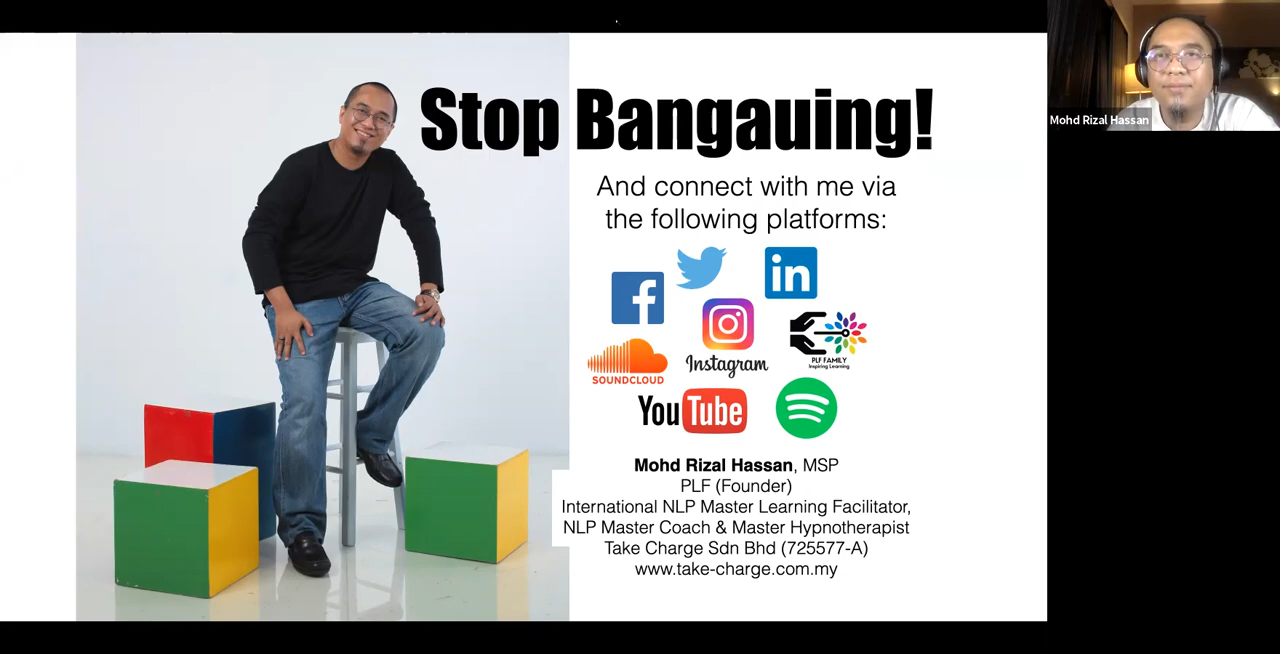 Stop Bangauing!
And connect with me via
the following platforms:
in
f
Instagram
PLF FAMILY
Inspiring Learning
SOUNDCLOUD
YouTube
Mohd Rizal Hassan, MSP
PLF (Founder)
International NLP Master Learning Facilitator,
NLP Master Coach & Master Hypnotherapist
Take Charge Sdn Bhd (725577-A)
www.take-charge.com.my
Mohd Rizal Hassan